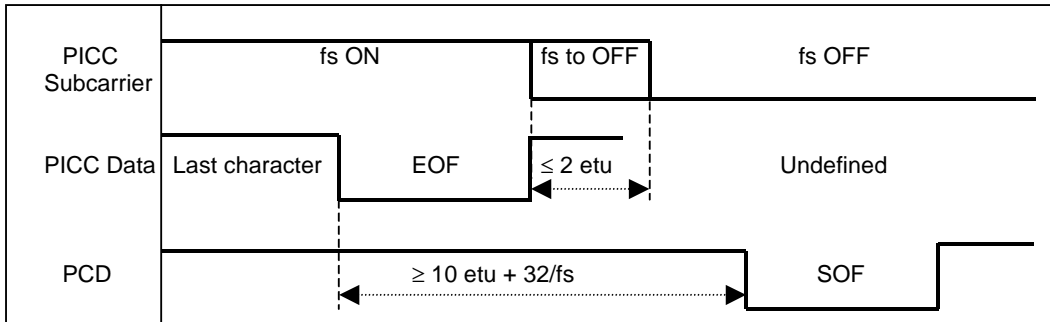 PICC Subcarrier fs ON fs to OFF fs OFF
PICC Data Last character EOF ≤ 2 etu Undefined
PCD ≥ 10 etu + 32/fs SOF